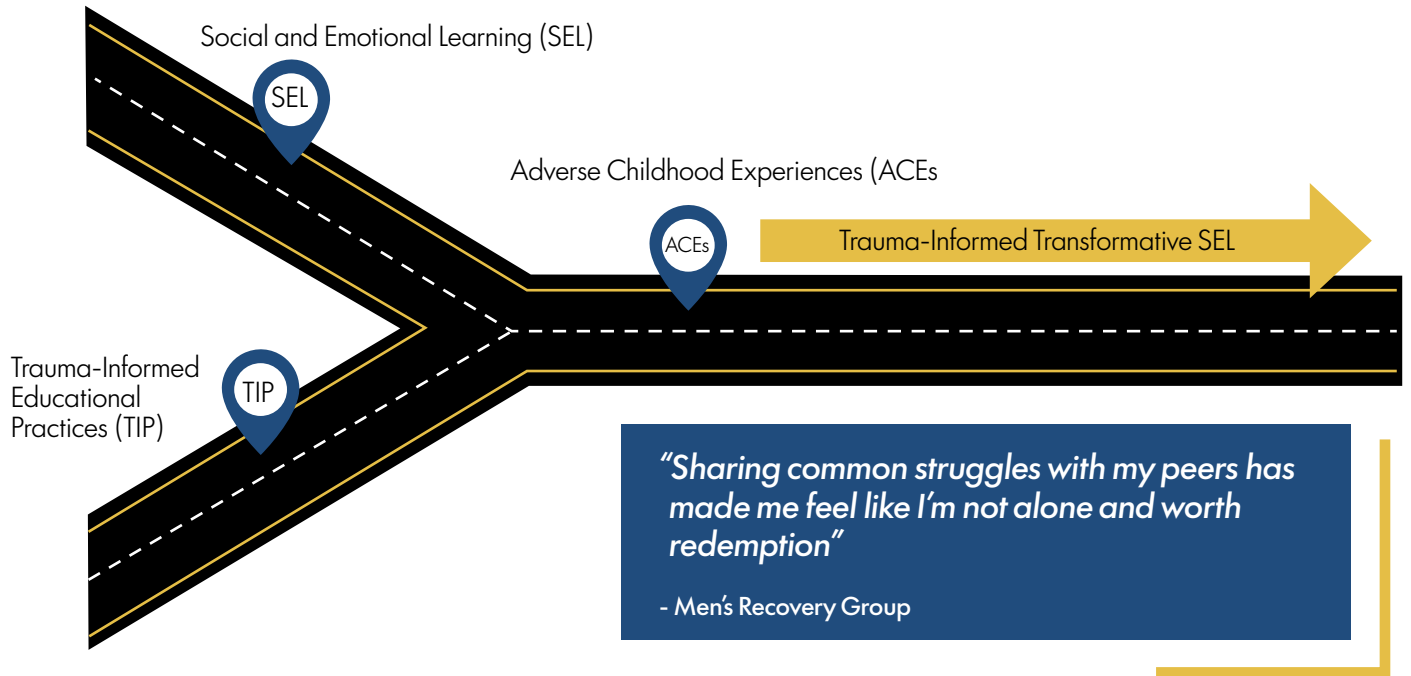 Social and Emotional Learning (SEL)
SEL
Adverse Childhood Experiences (ACEs
ACEs
Trauma-Informed Transformative SEL
Trauma-Informed
Educational
Practices (TIP)
TIP
"Sharing common struggles with my peers has
made me feel like I'm not alone and worth
redemption"
- Men's Recovery Group